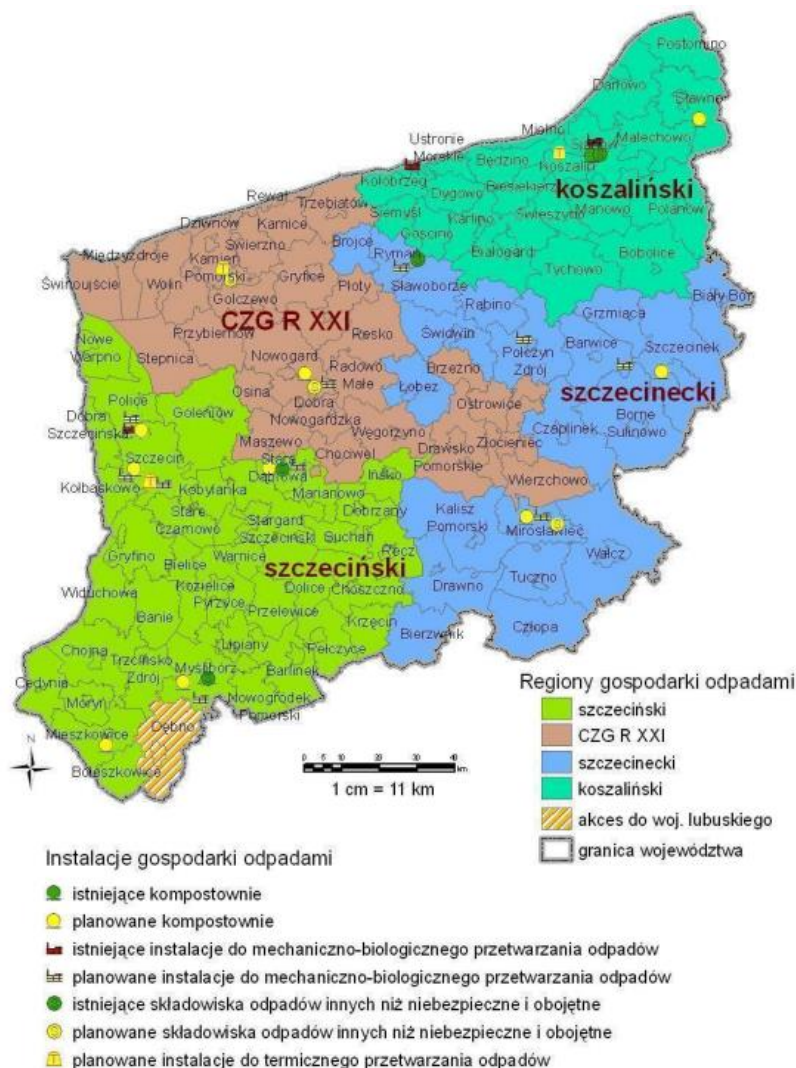 Postomino
Darłowo
Sławno
Mielno
Sianów
Malechowo
Ustronie
Morskie
Będzino
Koszalin
Kołobrzeg
Dygowo
Biesiekierz
koszaliński
Manowo
Polanów
Rewal
Trzebiatów
Siemyśl
Karlino
Świeszyno
Dziwnów
Karnice
Gościno
Świerzno
Brojce
Rymań
Białogard
Bobolice
Tychowo
Międzyzdroje
Kamień
Pomorski
Gryfice
Świnoujście
Wolin
Golczewo
Płoty
Sławoborze
Rąbino
Grzmiąca
Biały Bór
CZG R XXI
Przybiernów
Resko
Świdwin
Barwice
Szczecinek
Nowe
Warpno
Stepnica
Nowogard
Radowo
Małe
Połczyn
Zdrój
Brzeżno
Police
Osina
Dobra
Nowogardzka
Łobez
szczecinecki
Dobra
Szczecińska
Goleniów
Ostrowice
Borne
Sulinowo
Czaplinek
Węgorzyno
Maszewo
Chociwel
Złocieniec
Drawsko
Pomorskie
Szczecin
Stara
Dąbrowa
Ińsko
Wierzchowo
Kołbaskowo
Kobylanka
Marianowo
Dobrzany
Stare
Czarnowo
Stargard
Szczeciński
Suchań
Kalisz
Pomorski
Mirosławiec
Gryfino
Bielice
Warnice
Recz
Wałcz
szczeciński
Widuchowa
Kozielice
Dolice
Choszczno
Tuczno
Banie
Pyrzyce
Przelewice
Drawno
Krzęcin
Człopa
Bierzwnik
Chojna
Lipiany
Pełczyce
Trzcińsko
Zdrój
Myślibórz
Barlinek
Cedynia
Moryń
Nowogródek
Pomorski
Mieszkowice
Dębno
Boleszkowice
N
0 5 10 20 30 40
km
1 cm = 11 km
Regiony gospodarki odpadami
szczeciński
CZG R XXI
szczecinecki
koszaliński
akces do woj. lubuskiego
granica województwa
Instalacje gospodarki odpadami
istniejące kompostownie
planowane kompostownie
istniejące instalacje do mechaniczno-biologicznego przetwarzania odpadów
planowane instalacje do mechaniczno-biologicznego przetwarzania odpadów
istniejące składowiska odpadów innych niż niebezpieczne i obojętne
planowane składowiska odpadów innych niż niebezpieczne i obojętne
planowane instalacje do termicznego przetwarzania odpadów